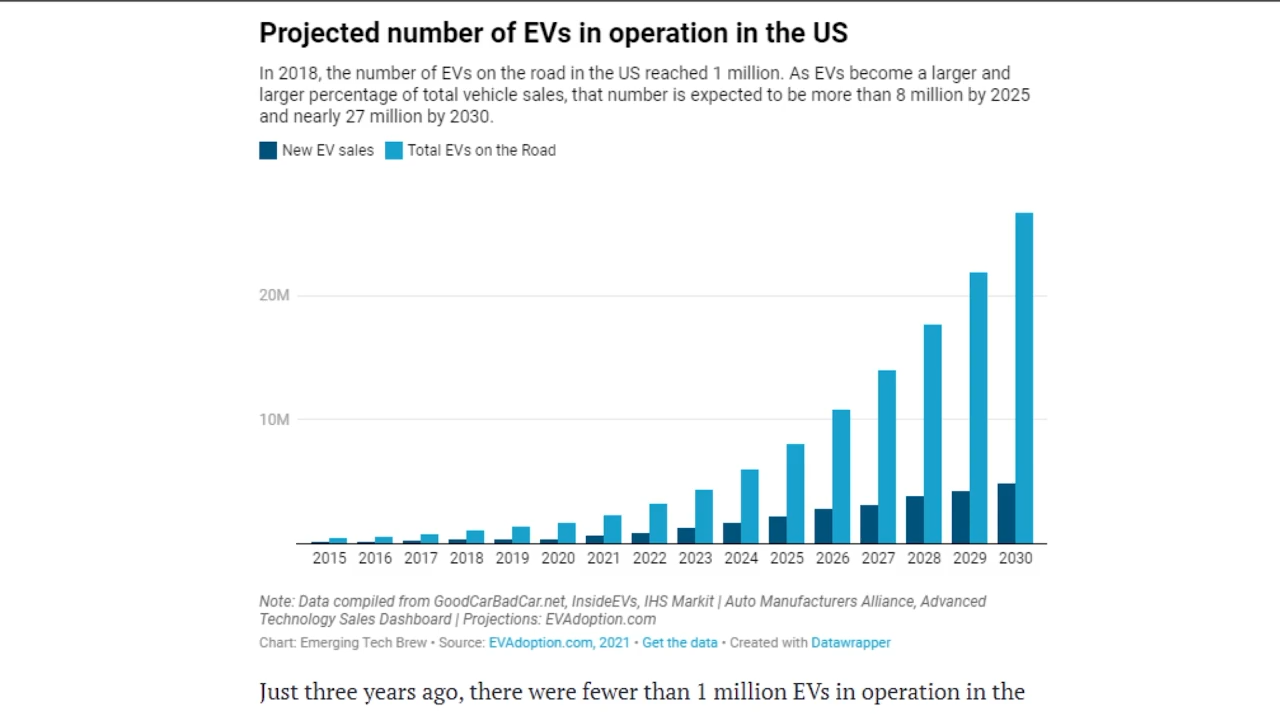 Projected number of EVs in operation in the US
In 2018, the number of EVs on the road in the US reached 1 million. As EVs become a larger and
larger percentage of total vehicle sales, that number is expected to be more than 8 million by 2025
and nearly 27 million by 2030.
New EV sales Total EVs on the Road
20M
10M
2015 2016 2017 2018 2019 2020 2021 2022 2023 2024 2025 2026 2027 2028 2029 2030
Note: Data compiled from GoodCarBadCar.net, InsideEVs, IHS Markit | Auto Manufacturers Alliance, Advanced
Technology Sales Dashboard | Projections: EVAdoption.com
Chart: Emerging Tech Brew • Source: EVAdoption.com, 2021 • Get the data • Created with Datawrapper
Just three years ago, there were fewer than 1 million EVs in operation in the